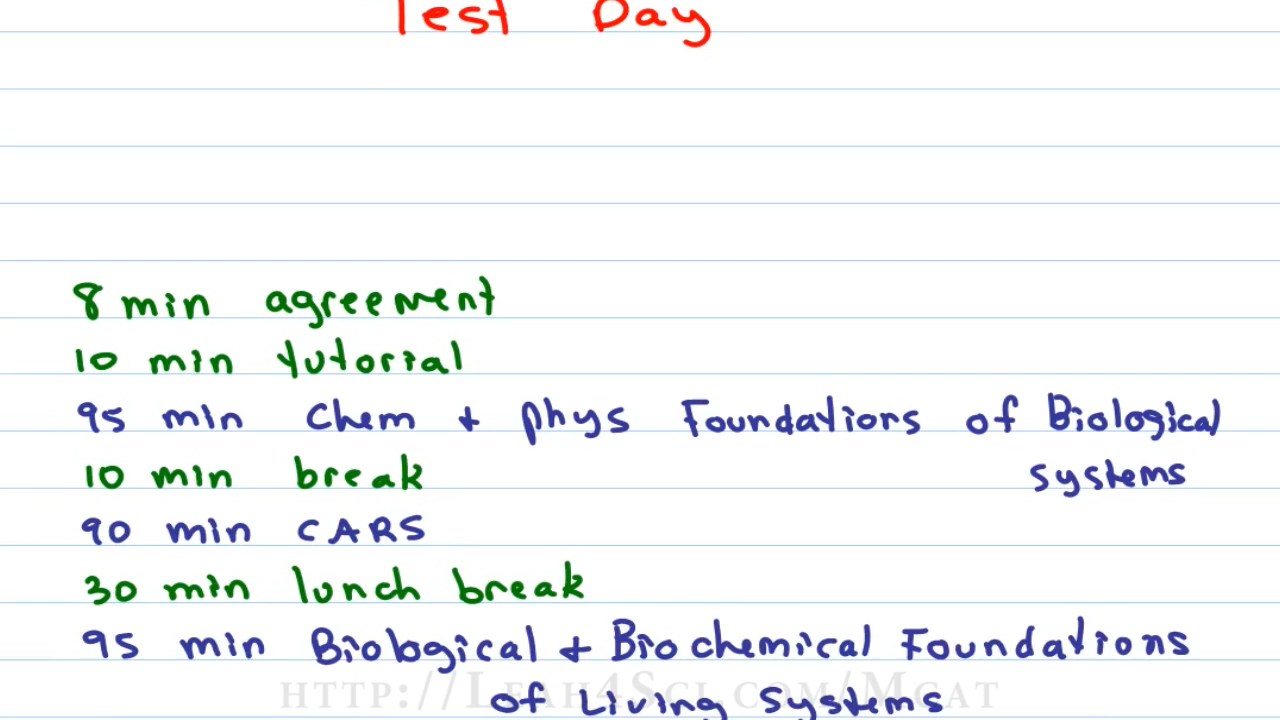 Test Day
8 min agreement
10 min tutorial
95 min Chem + phys Foundations of Biological
systems
10 min break
90 min CARS
30 min lunch break
95 min Biological + Biochemical Foundations
of Living Systems
http://Leah4Sci.com/Mcat